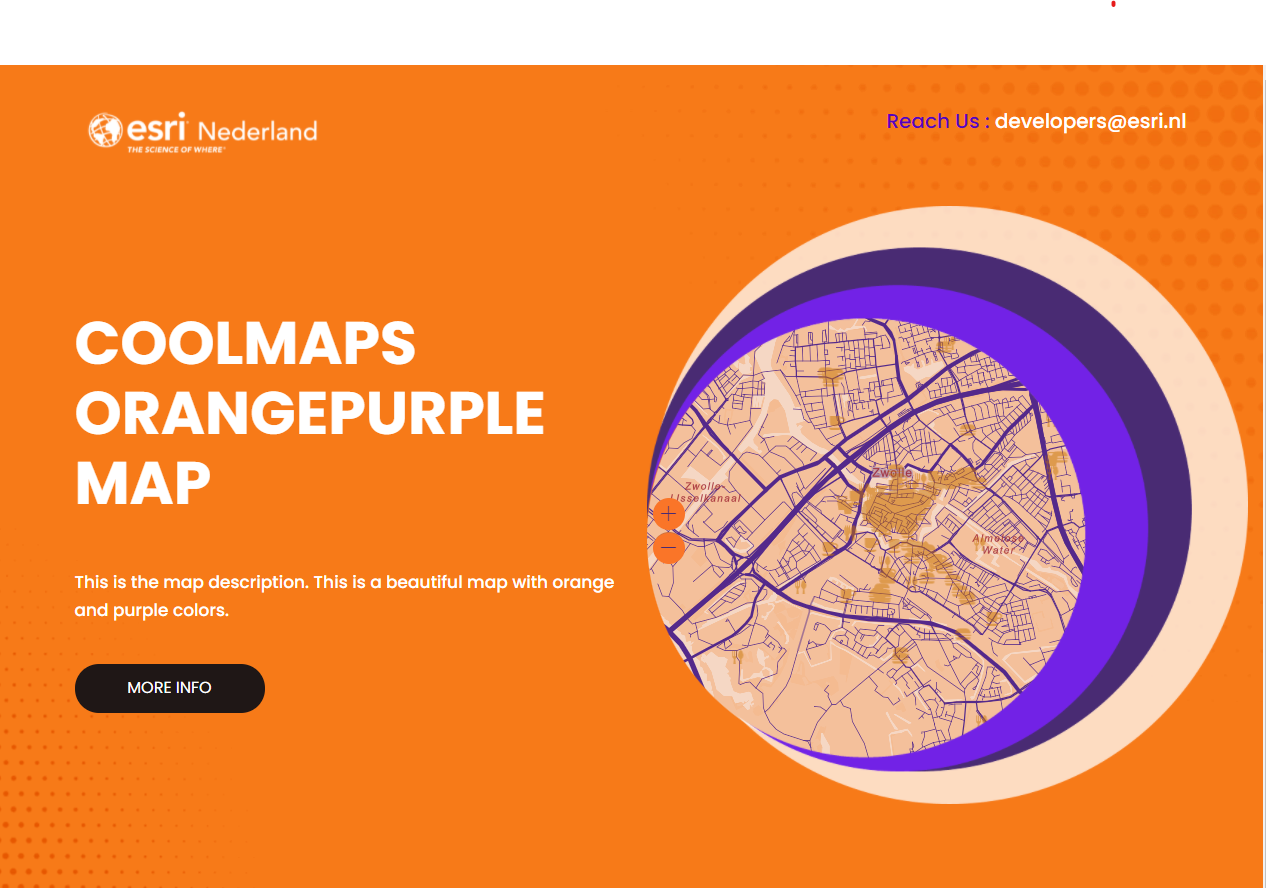 esri Nederland
THE SCIENCE OF WHERE™
Reach Us : developers@esri.nl
COOLMAPS
ORANGEPURPLE
MAP
This is the map description. This is a beautiful map with orange
and purple colors.
MORE INFO
Zwolle
Zwolle-
IJsselkanaal
Almelose
Water